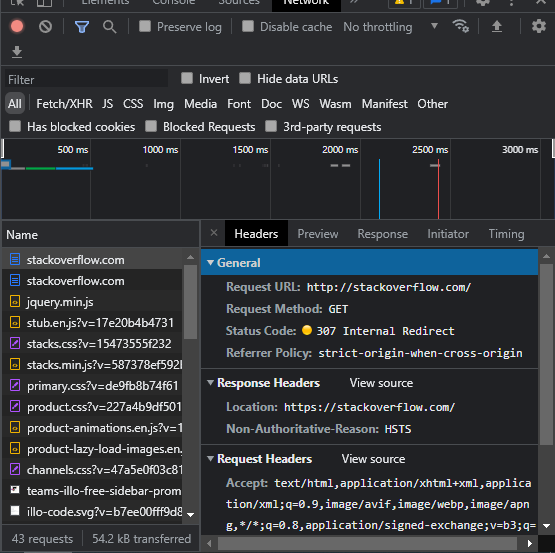 Elements Console Sources Network 1 1
Preserve log Disable cache No throttling
Filter Invert Hide data URLs
All Fetch/XHR JS CSS Img Media Font Doc WS Wasm Manifest Other
Has blocked cookies Blocked Requests 3rd-party requests
500 ms 1000 ms 1500 ms 2000 ms 2500 ms 3000 ms
Name
stackoverflow.com
stackoverflow.com
jquery.min.js
stub.en.js?v=17e20b4b4731
stacks.css?v=15473555f232
stacks.min.js?v=587378ef592
primary.css?v=de9fb8b74f61
product.css?v=227a4b9df501
product-animations.en.js?v=1
product-lazy-load-images.en.
channels.css?v=47a5e0f03c81
teams-illo-free-sidebar-prom
illo-code.svg?v=b7ee00fff9d8
43 requests 54.2 kB transferred
× Headers Preview Response Initiator Timing
General
Request URL: http://stackoverflow.com/
Request Method: GET
Status Code: 307 Internal Redirect
Referrer Policy: strict-origin-when-cross-origin
Response Headers View source
Location: https://stackoverflow.com/
Non-Authoritative-Reason: HSTS
Request Headers View source
Accept: text/html,application/xhtml+xml,applic
ation/xml;q=0.9,image/avif,image/webp,image/apn
g,*/*;q=0.8,application/signed-exchange;v=b3;q=